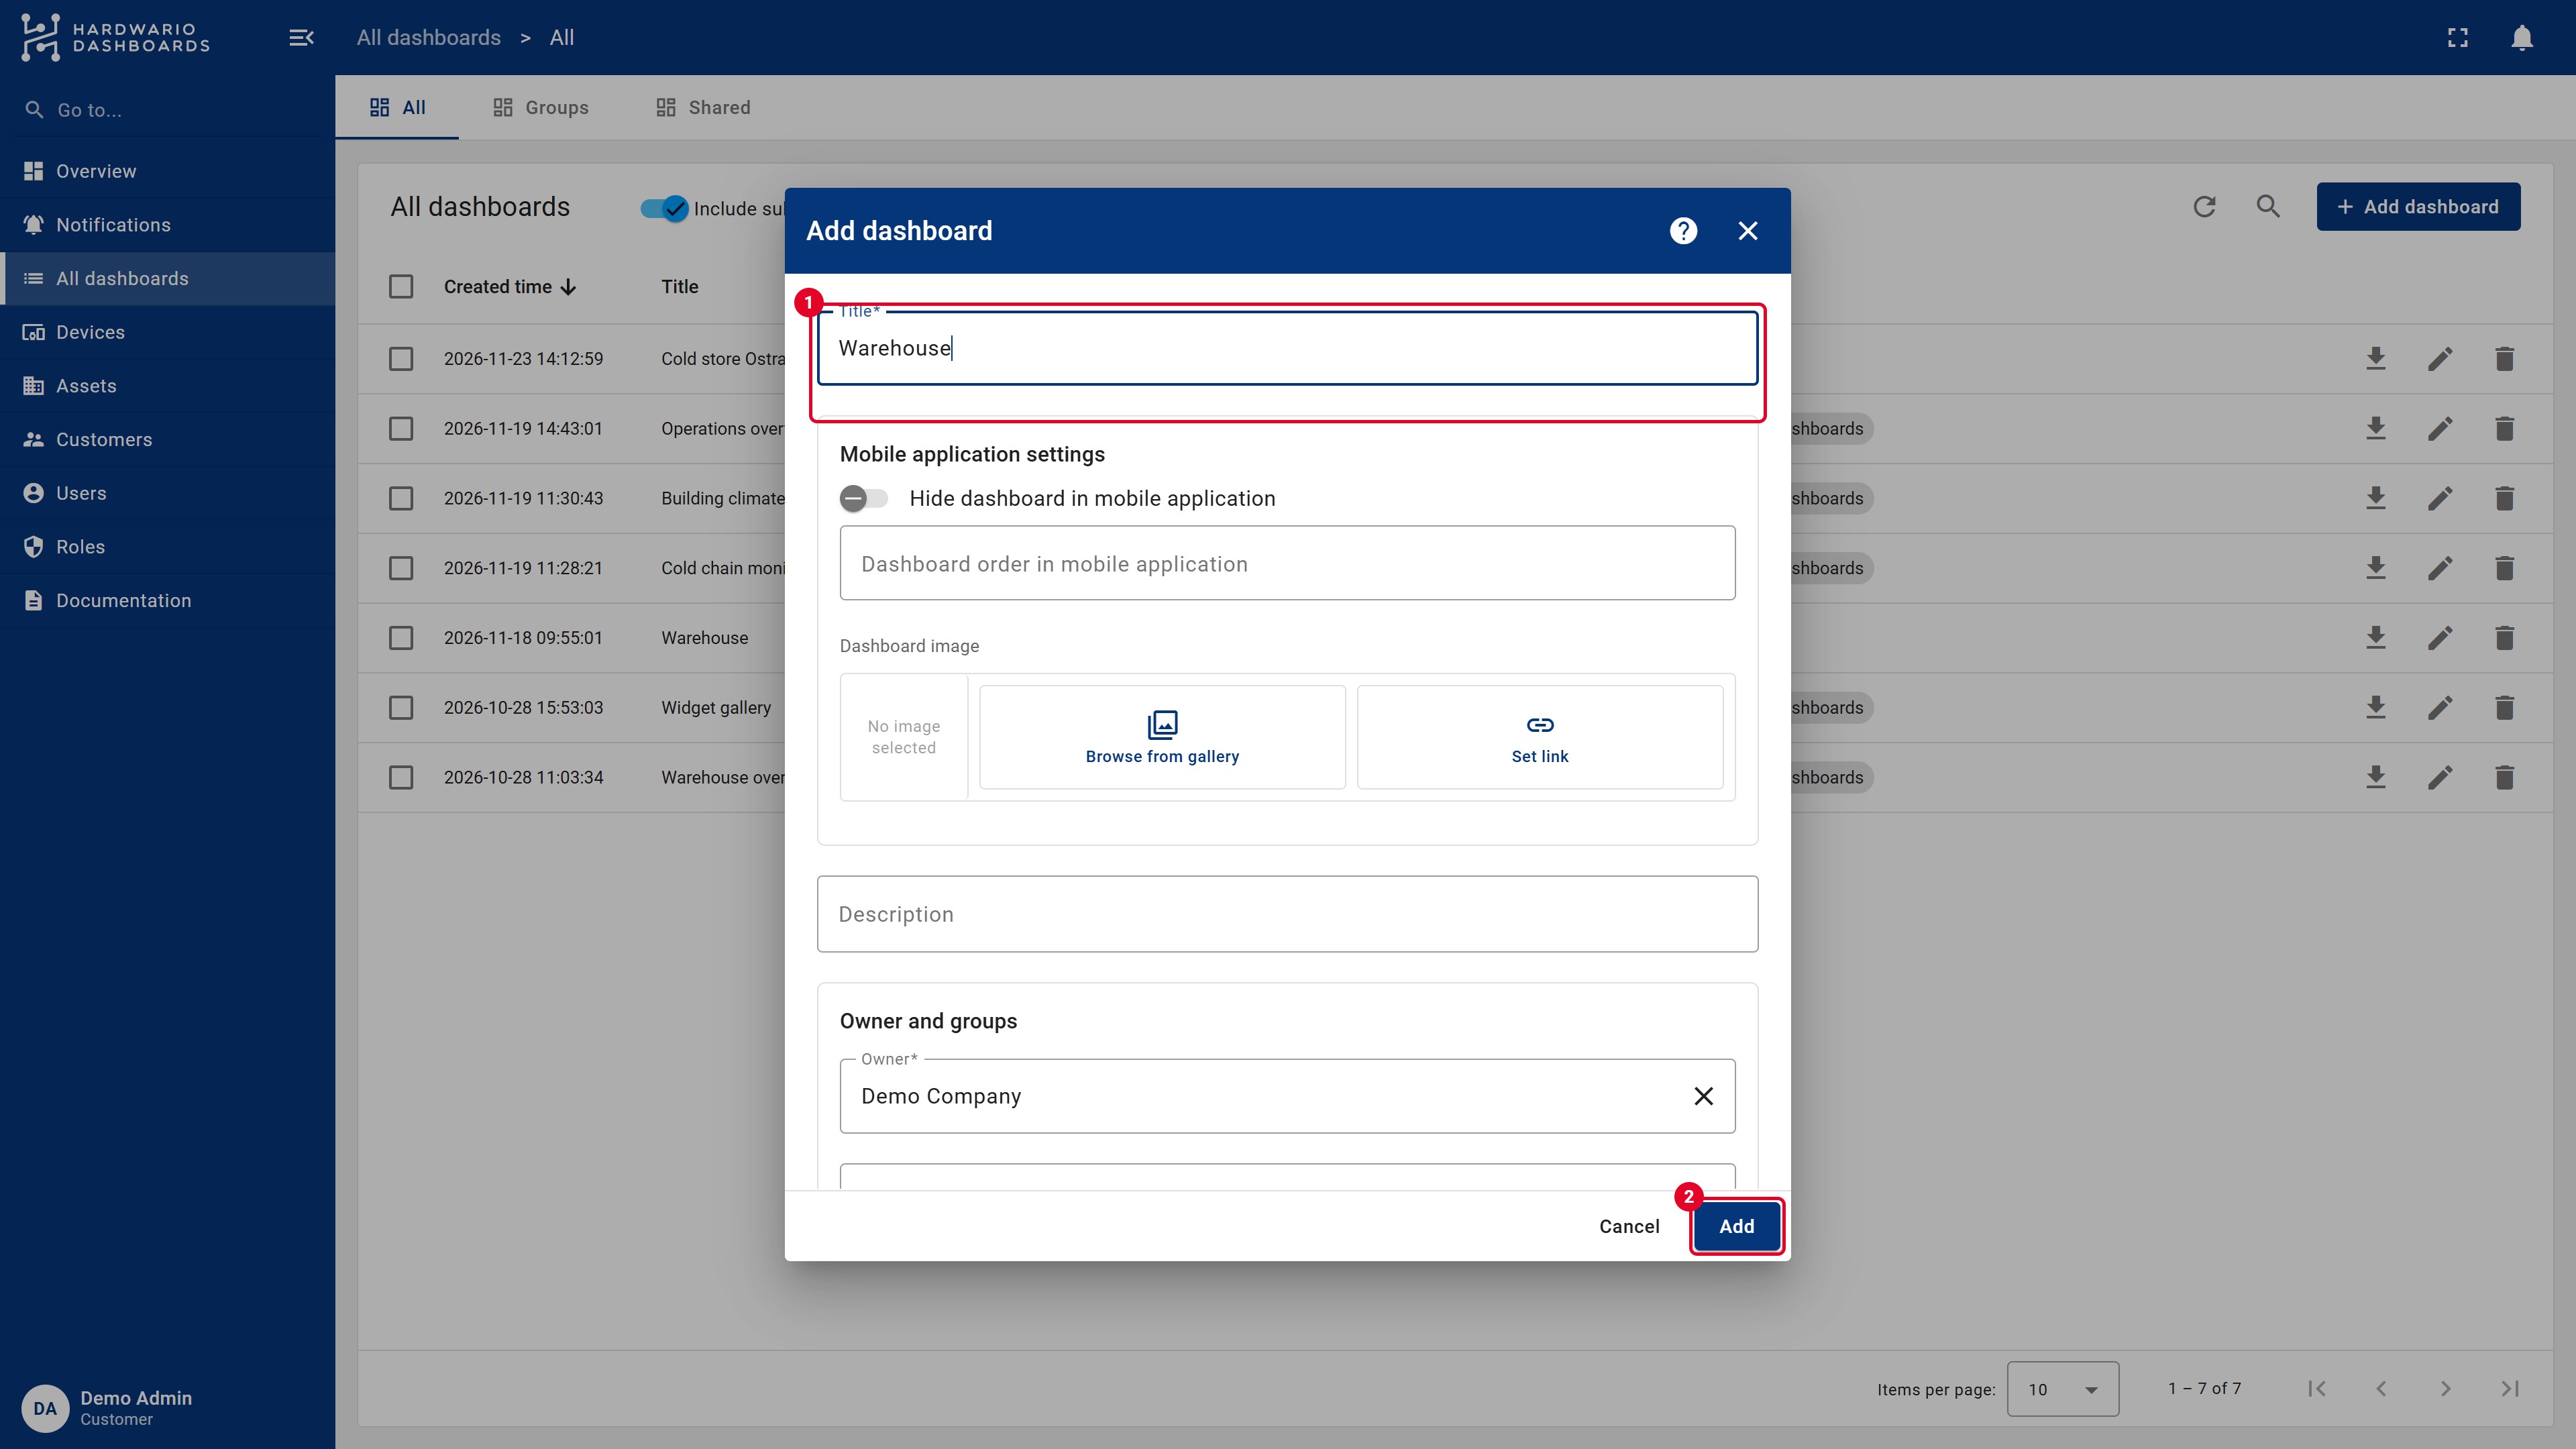 HARDWARIO
DASHBOARDS
All dashboards > All
Go to...
Overview
Notifications
All dashboards
Devices
Assets
Customers
Users
Roles
Documentation
All
Groups
Shared
All dashboards
Include su
Add dashboard
Created time
Title
2026-11-23 14:12:59
Cold store Ostra
2026-11-19 14:43:01
Operations over
shboards
2026-11-19 11:30:43
Building climate
shboards
2026-11-19 11:28:21
Cold chain moni
shboards
2026-11-18 09:55:01
Warehouse
2026-10-28 15:53:03
Widget gallery
shboards
2026-10-28 11:03:34
Warehouse over
shboards
Add dashboard
1
Title*
Warehouse
Mobile application settings
Hide dashboard in mobile application
Dashboard order in mobile application
Dashboard image
No image
selected
Browse from gallery
Set link
Description
Owner and groups
Owner*
Demo Company
2
Cancel
Add
Items per page:
10
1 – 7 of 7
DA
Demo Admin
Customer